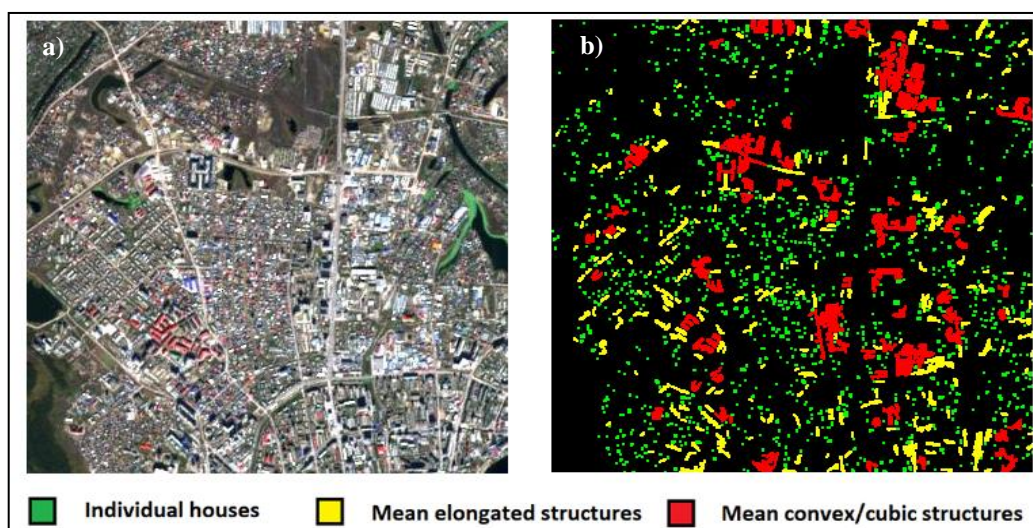 a)
b)
Individual houses
Mean elongated structures
Mean convex/cubic structures